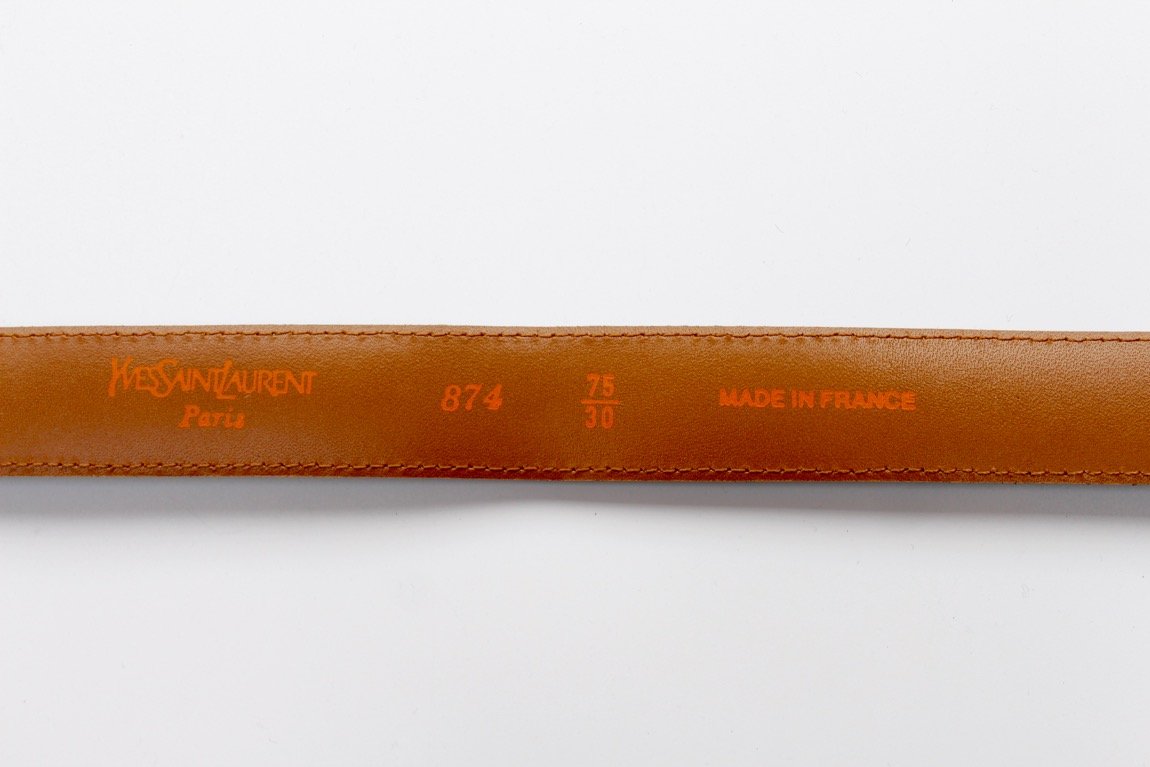 YVESSAINTLAURENT
Paris
874
75
30
MADE IN FRANCE